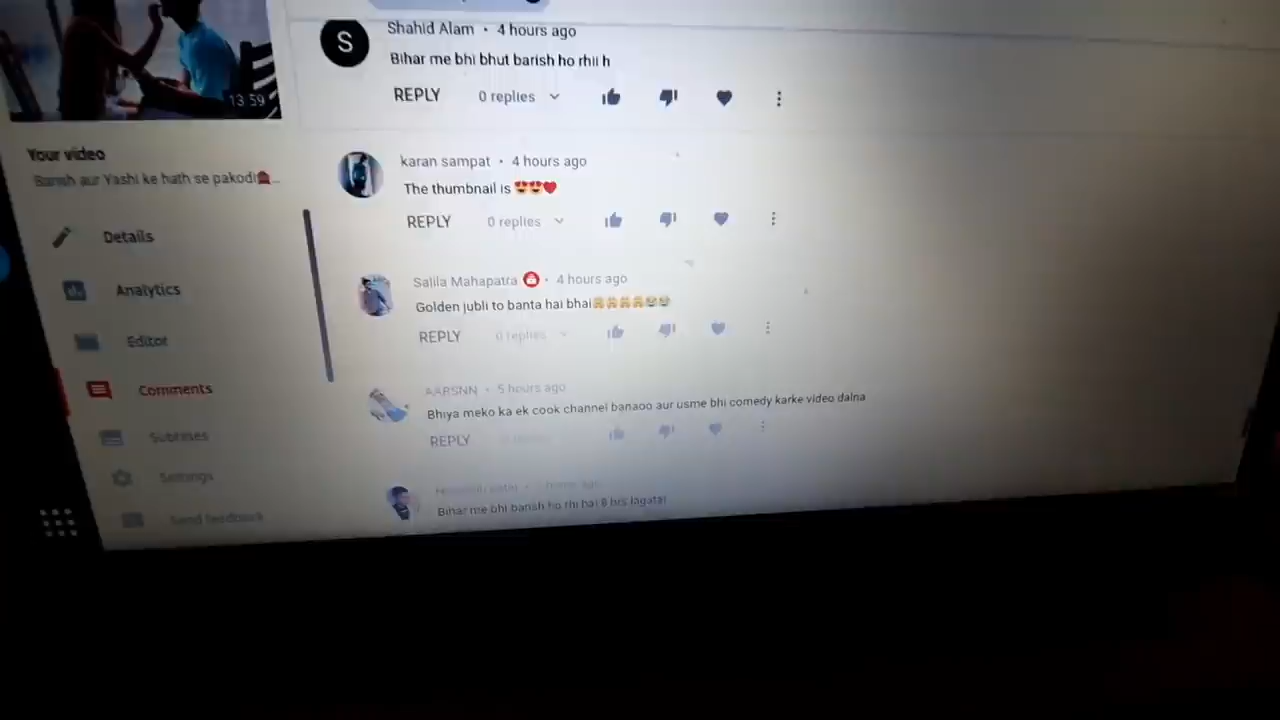 Shahid Alam • 4 hours ago
S
Bihar me bhi bhut barish ho rhii h
REPLY 0 replies
13:59
Your video
Barish aur Yashi ke hath se pakodi...
karan sampat • 4 hours ago
The thumbnail is 😍😍❤️
REPLY 0 replies
Details
Analytics
Editor
Comments
Subtitles
Settings
Send feedback
Salila Mahapatra • 4 hours ago
Golden jubli to banta hai bhai
REPLY 0 replies
AARSNN • 5 hours ago
Bhiya meko ka ek cook channel banaoo aur usme bhi comedy karke video dalna
REPLY
Bihar me bhi barish ho rhi hai 8 hrs lagatar